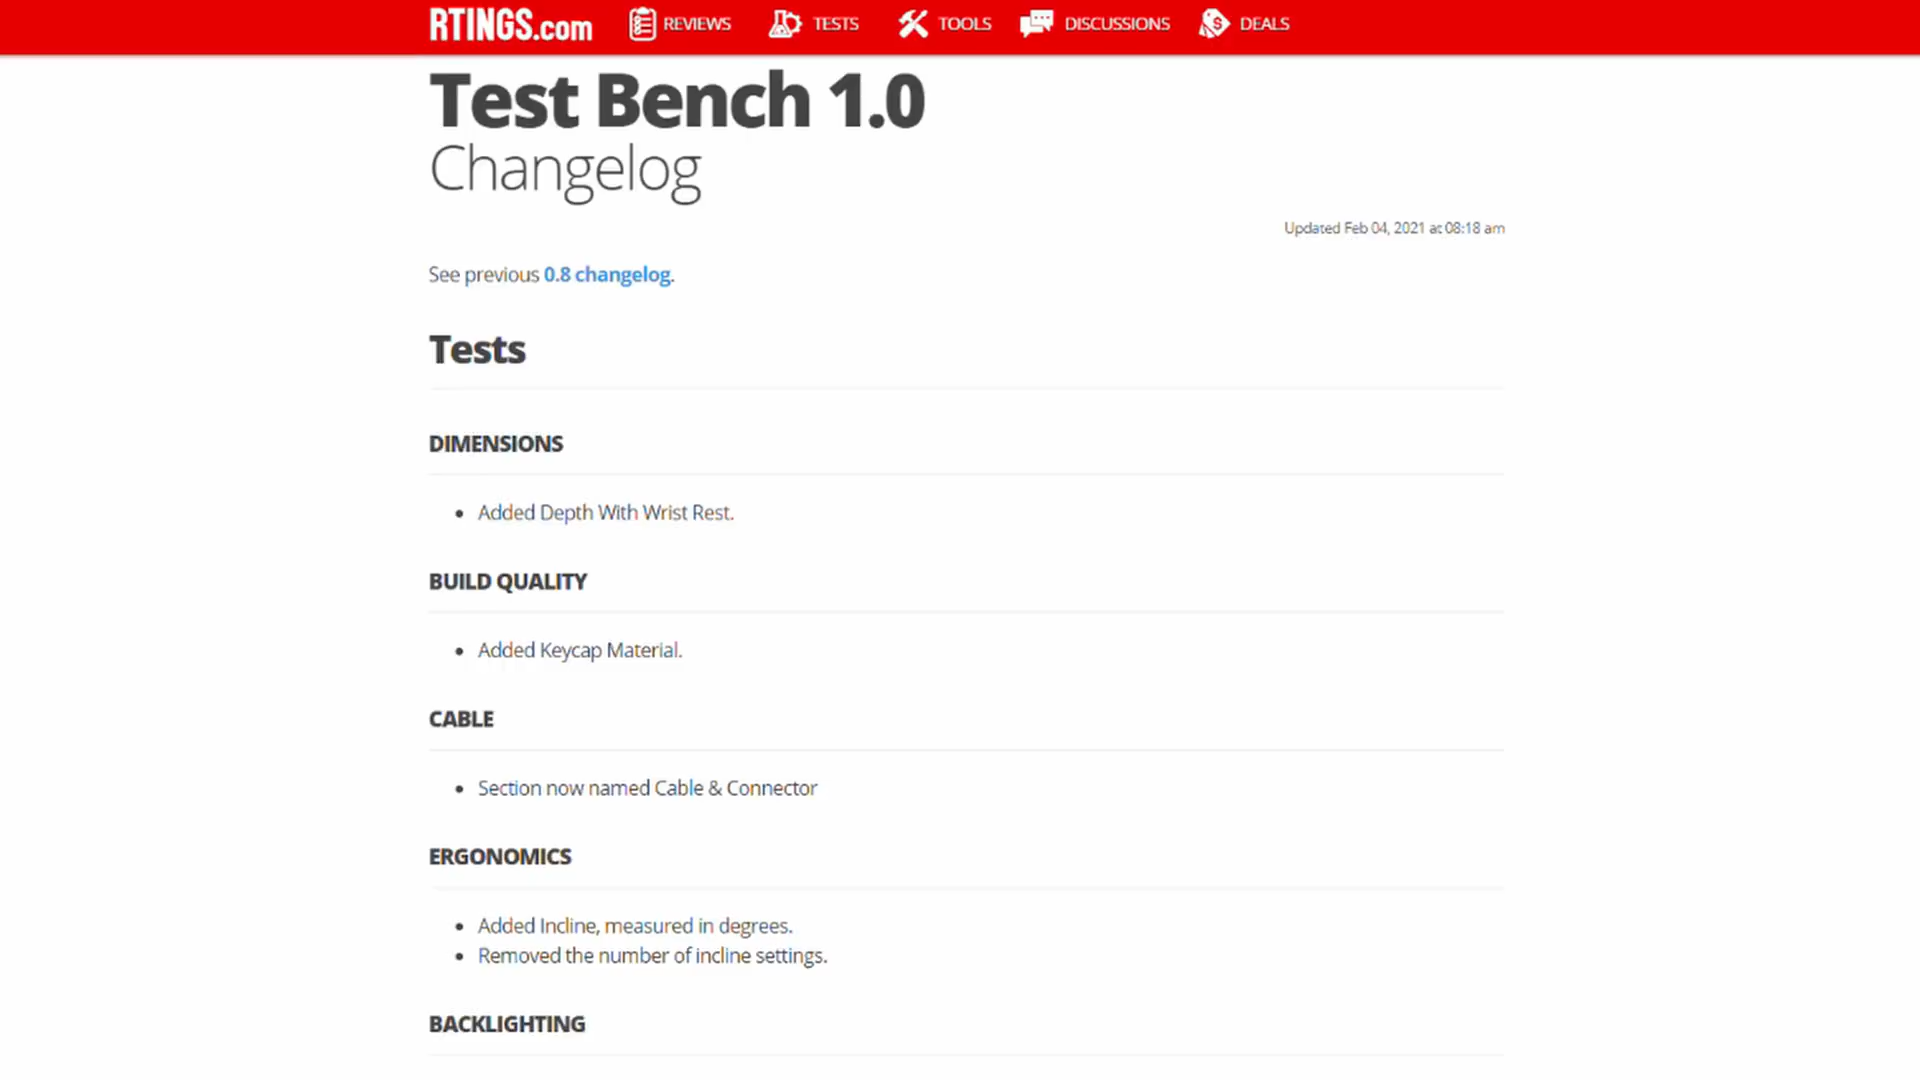 RTINGS.com REVIEWS TESTS TOOLS DISCUSSIONS DEALS
Test Bench 1.0
Changelog
Updated Feb 04, 2021 at 08:18 am
See previous 0.8 changelog.
Tests
DIMENSIONS
• Added Depth With Wrist Rest.
BUILD QUALITY
• Added Keycap Material.
CABLE
• Section now named Cable & Connector
ERGONOMICS
• Added Incline, measured in degrees.
• Removed the number of incline settings.
BACKLIGHTING